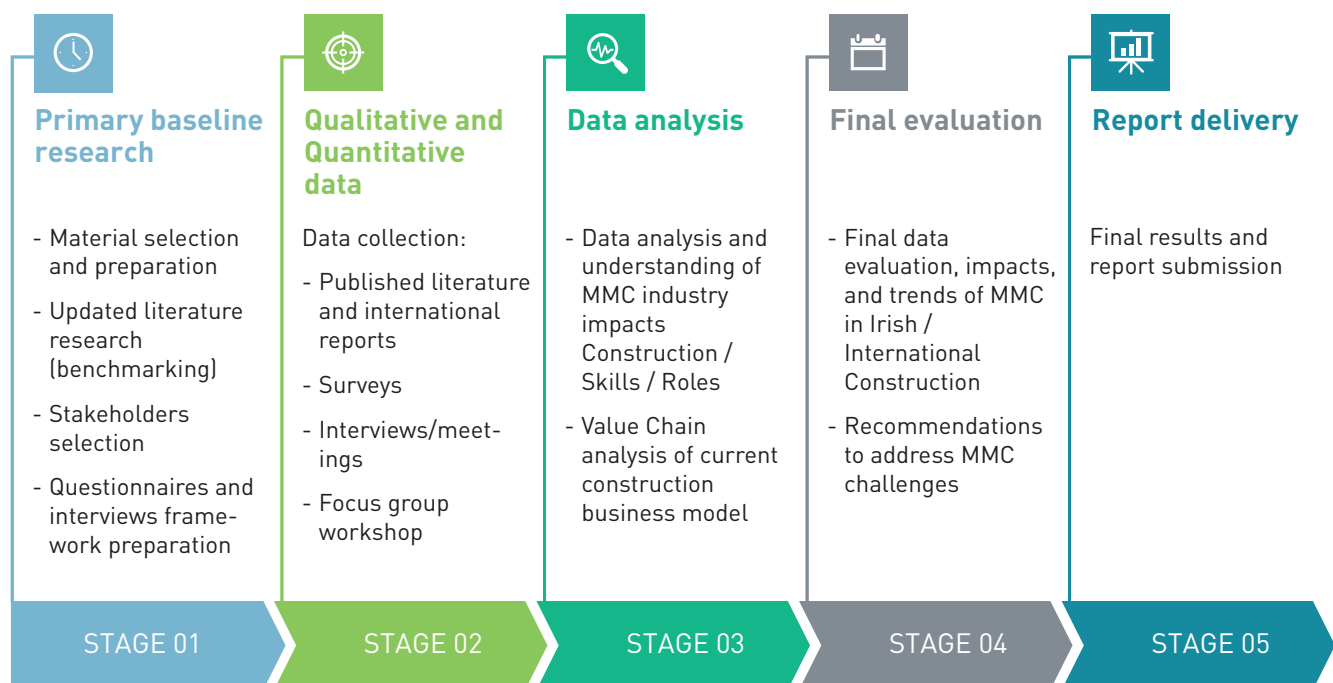 Primary baseline
research
- Material selection
and preparation
- Updated literature
research
(benchmarking)
- Stakeholders
selection
- Questionnaires and
interviews frame-
work preparation
STAGE 01
Qualitative and
Quantitative
data
Data collection:
- Published literature
and international
reports
- Surveys
- Interviews/meet-
ings
- Focus group
workshop
STAGE 02
Data analysis
- Data analysis and
understanding of
MMC industry
impacts
Construction /
Skills / Roles
- Value Chain
analysis of current
construction
business model
STAGE 03
Final evaluation
- Final data
evaluation, impacts,
and trends of MMC
in Irish /
International
Construction
- Recommendations
to address MMC
challenges
STAGE 04
Report delivery
Final results and
report submission
STAGE 05